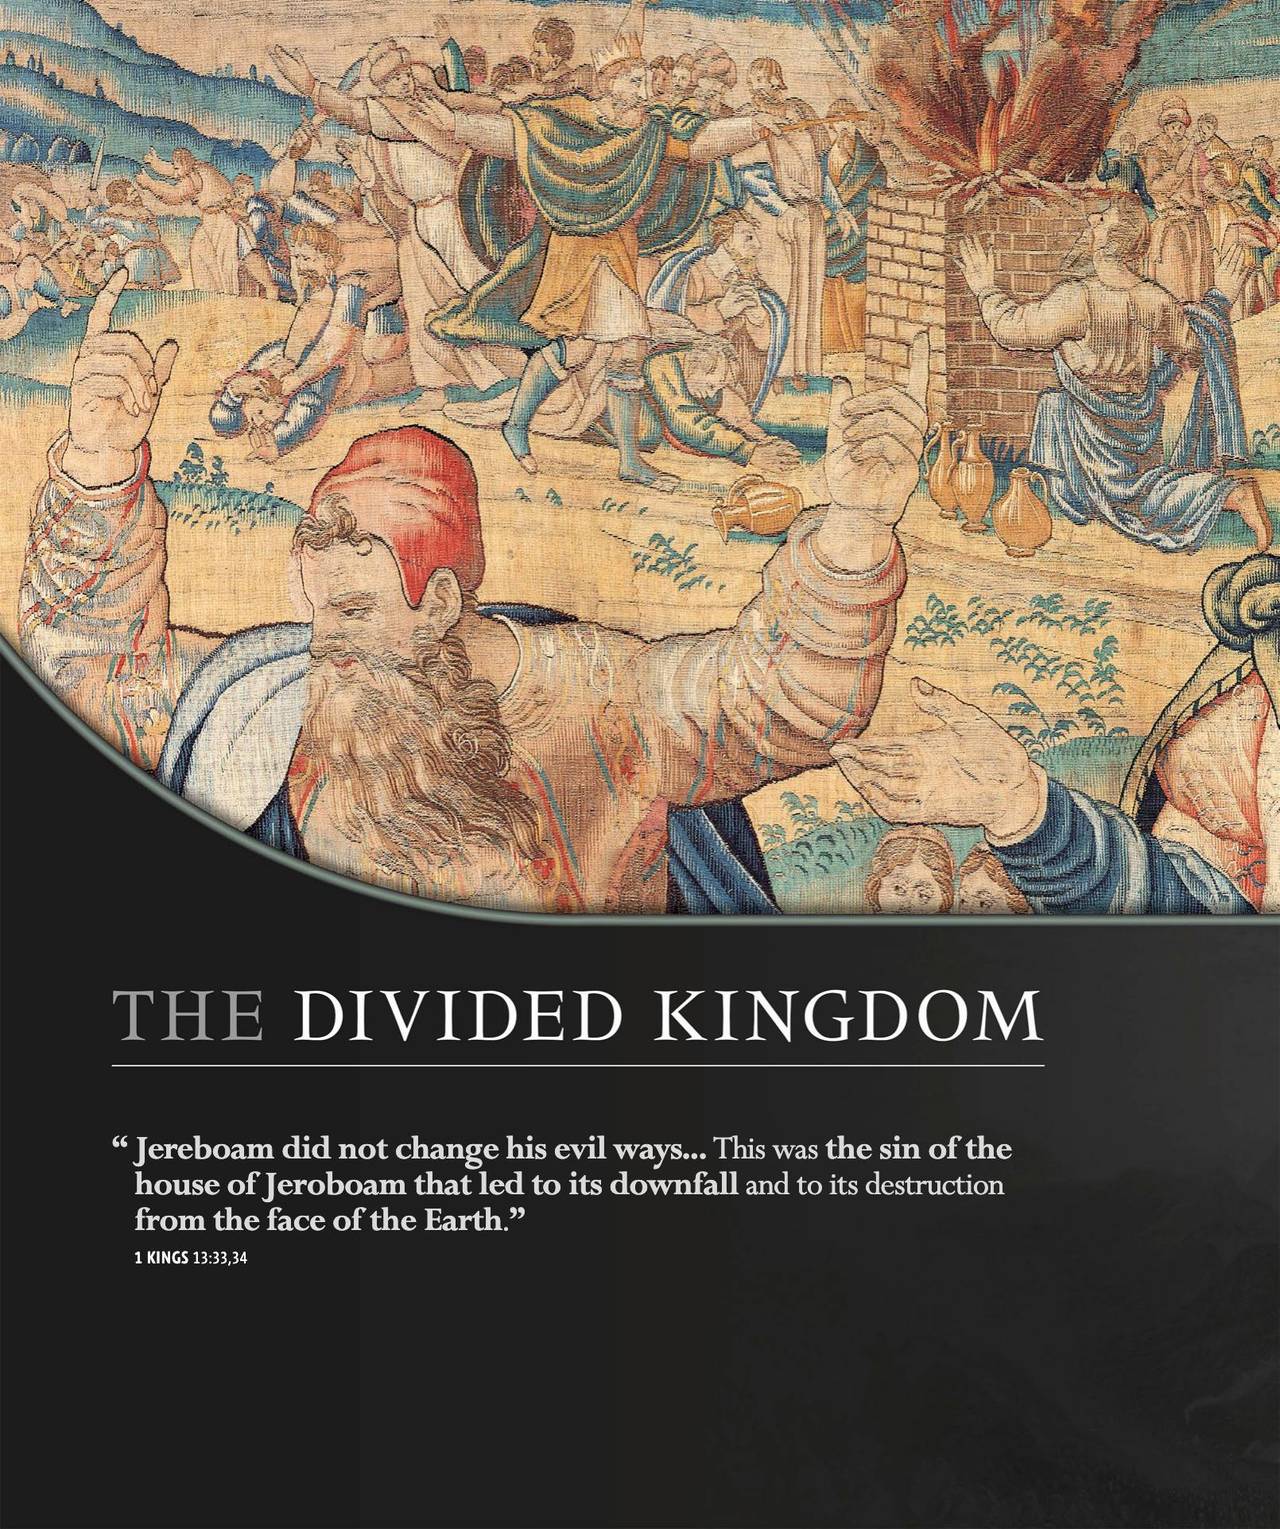 THE DIVIDED KINGDOM
“ Jereboam did not change his evil ways... This was the sin of the
house of Jeroboam that led to its downfall and to its destruction
from the face of the Earth.”
1 KINGS 13:33,34